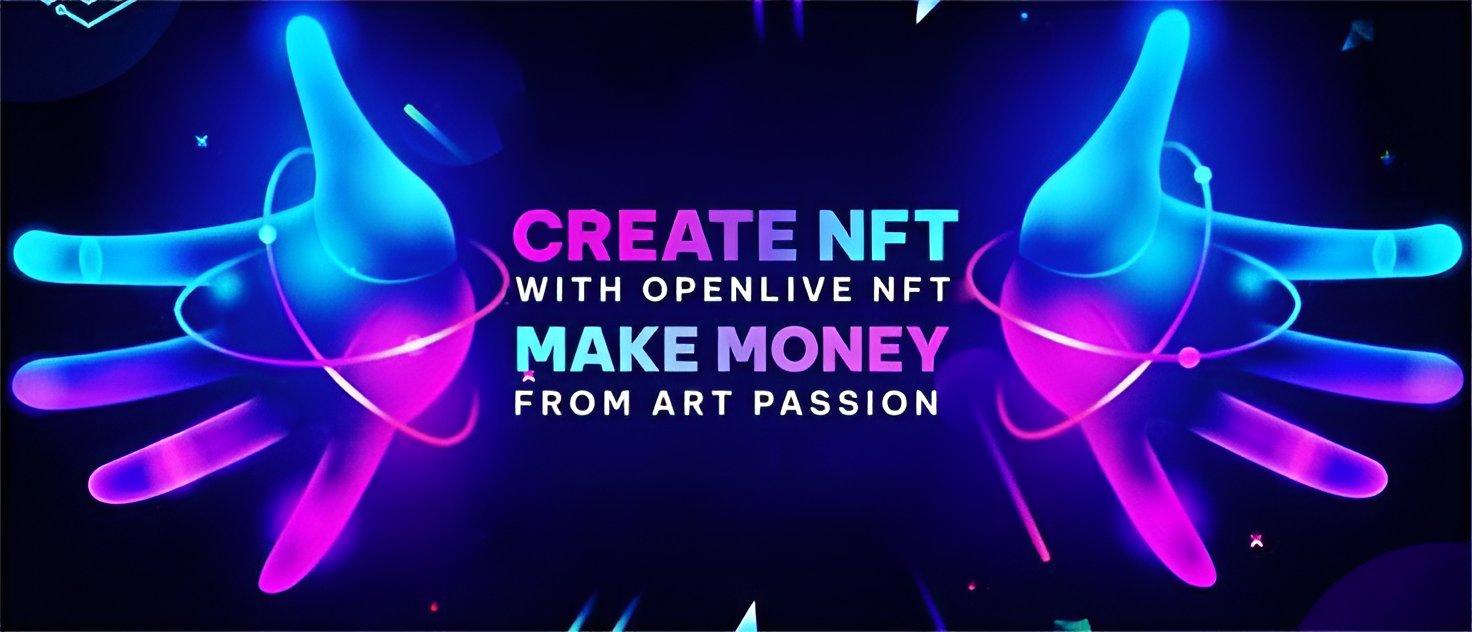 CREATE NFT
WITH OPENLIVE NFT
MAKE MONEY
FROM ART PASSION